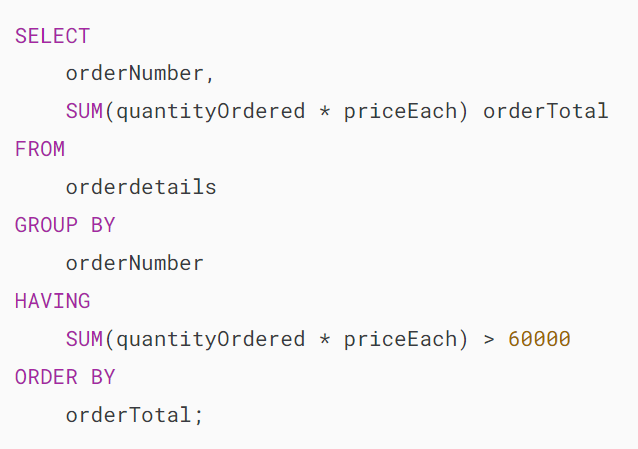 SELECT
    orderNumber,
    SUM(quantityOrdered * priceEach) orderTotal
FROM
    orderdetails
GROUP BY
    orderNumber
HAVING
    SUM(quantityOrdered * priceEach) > 60000
ORDER BY
    orderTotal;